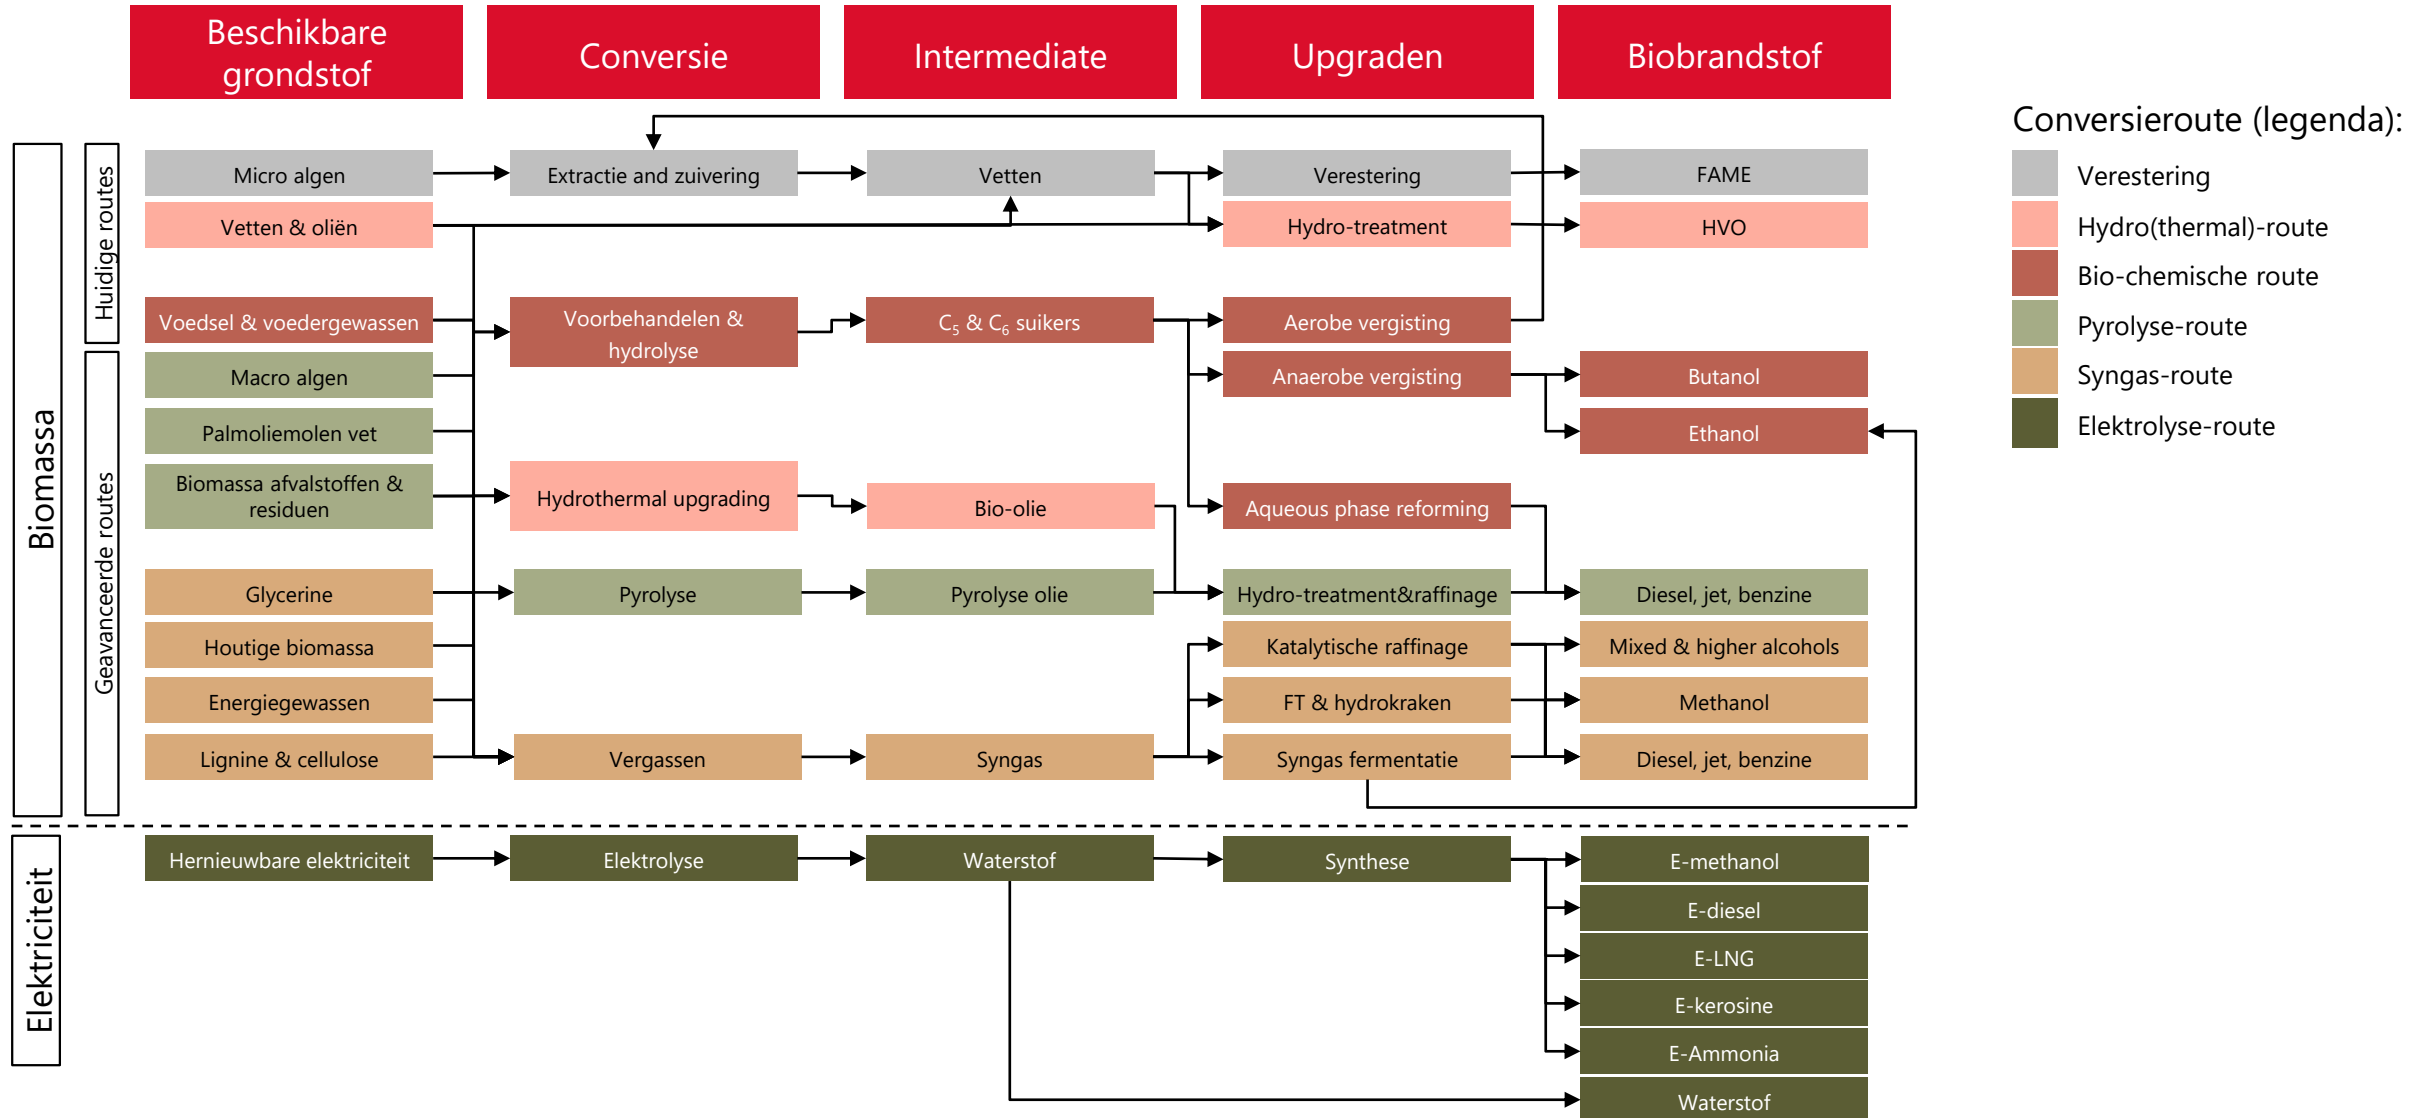 Beschikbare
grondstof
Conversie
Intermediate
Upgraden
Biobrandstof
Conversieroute (legenda):
Verestering
Hydro(thermal)-route
Bio-chemische route
Pyrolyse-route
Syngas-route
Elektrolyse-route
Biomassa
Huidige routes
Micro algen
Extractie and zuivering
Vetten
Verestering
FAME
Vetten & oliën
Hydro-treatment
HVO
Voedsel & voedergewassen
Voorbehandelen &
hydrolyse
C₅ & C₆ suikers
Aerobe vergisting
Geavanceerde routes
Macro algen
Anaerobe vergisting
Butanol
Palmoliemolen vet
Ethanol
Biomassa afvalstoffen &
residuen
Hydrothermal upgrading
Bio-olie
Aqueous phase reforming
Glycerine
Pyrolyse
Pyrolyse olie
Hydro-treatment&raffinage
Diesel, jet, benzine
Houtige biomassa
Katalytische raffinage
Mixed & higher alcohols
Energiegewassen
FT & hydrokraken
Methanol
Lignine & cellulose
Vergassen
Syngas
Syngas fermentatie
Diesel, jet, benzine
Elektriciteit
Hernieuwbare elektriciteit
Elektrolyse
Waterstof
Synthese
E-methanol
E-diesel
E-LNG
E-kerosine
E-Ammonia
Waterstof